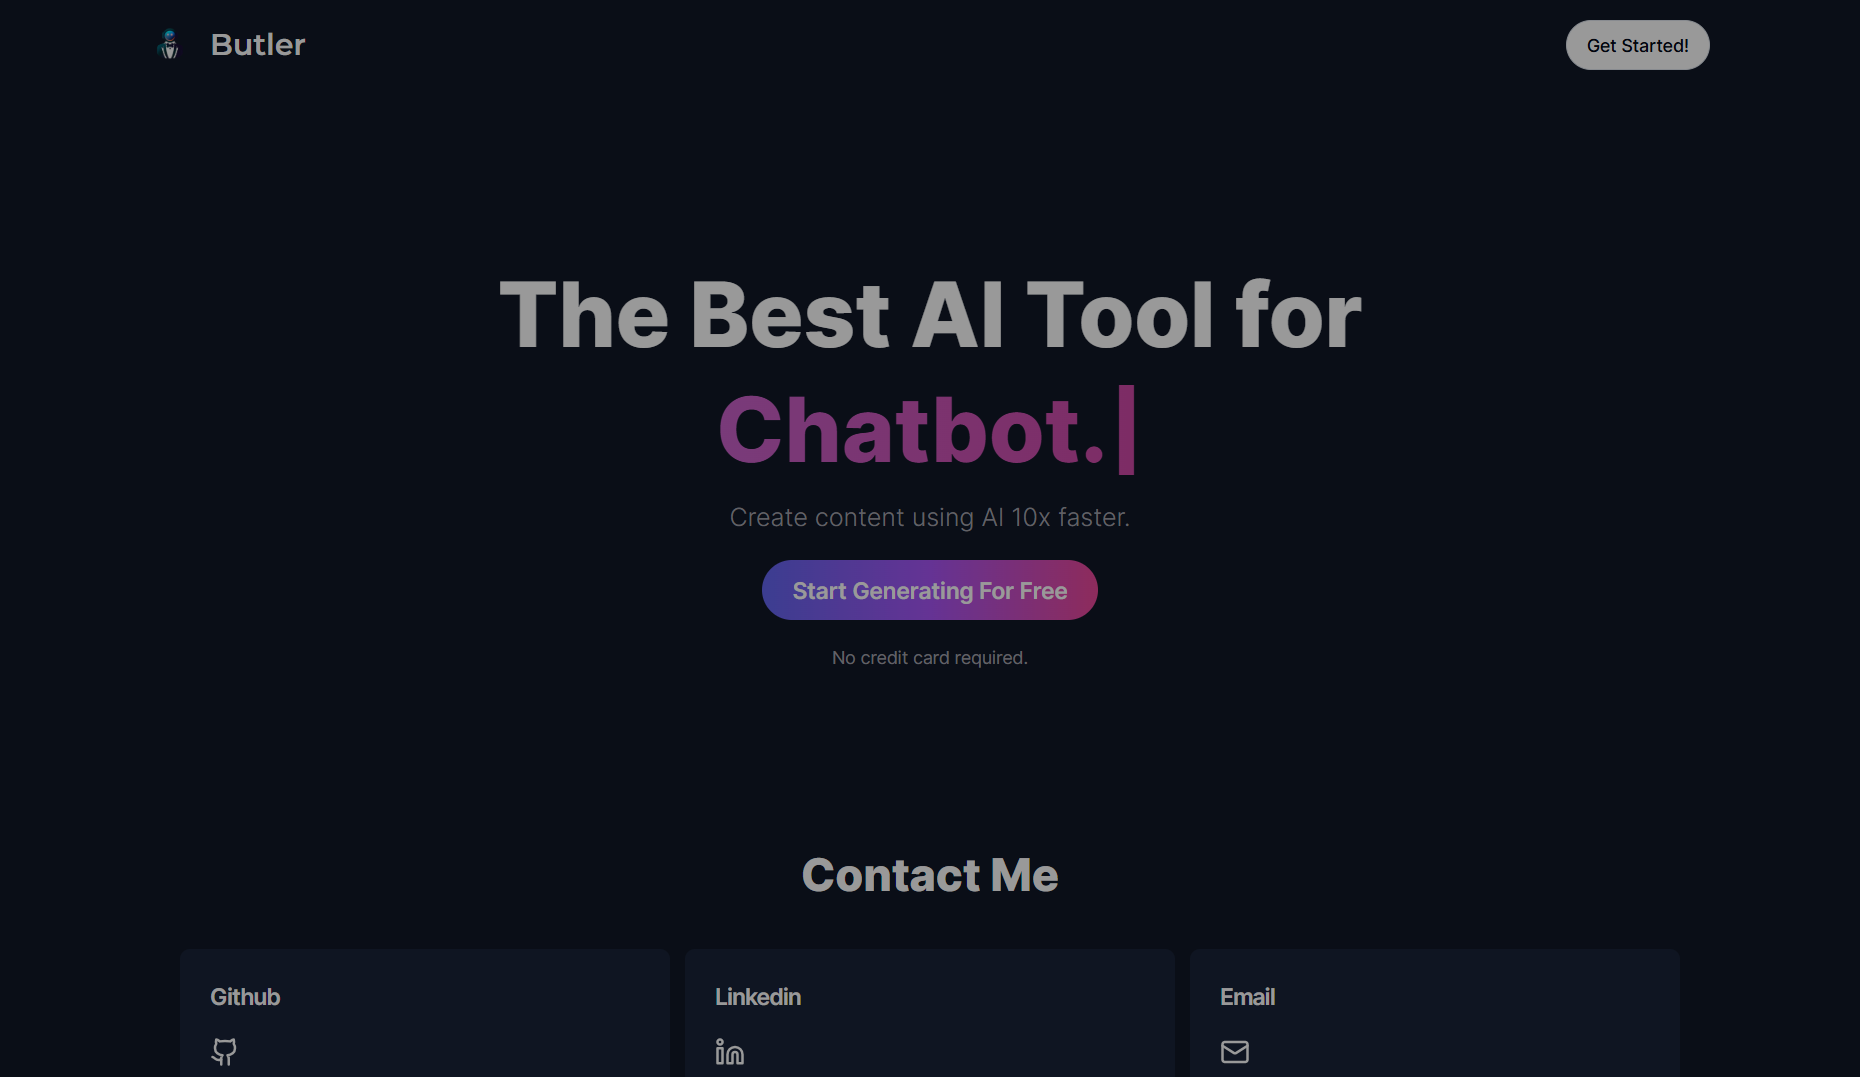 Butler
Get Started!
The Best AI Tool for
Chatbot.|
Create content using AI 10x faster.
Start Generating For Free
No credit card required.
Contact Me
Github
Linkedin
Email